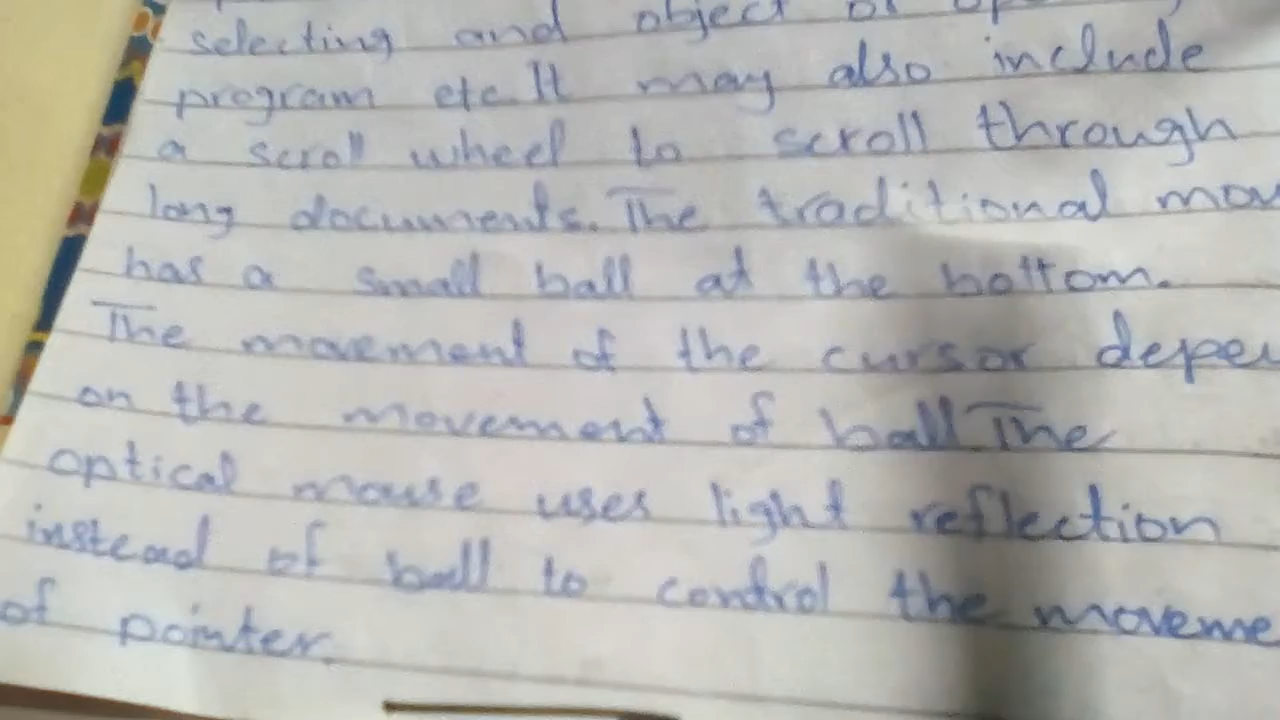 selecting and object or
program etc. It may also include
a scroll wheel to scroll through
long documents. The traditional mou
has a small ball at the bottom.
The movement of the cursor depe
on the movement of ball The
optical mouse uses light reflection
instead of ball to control the moveme
of pointer.